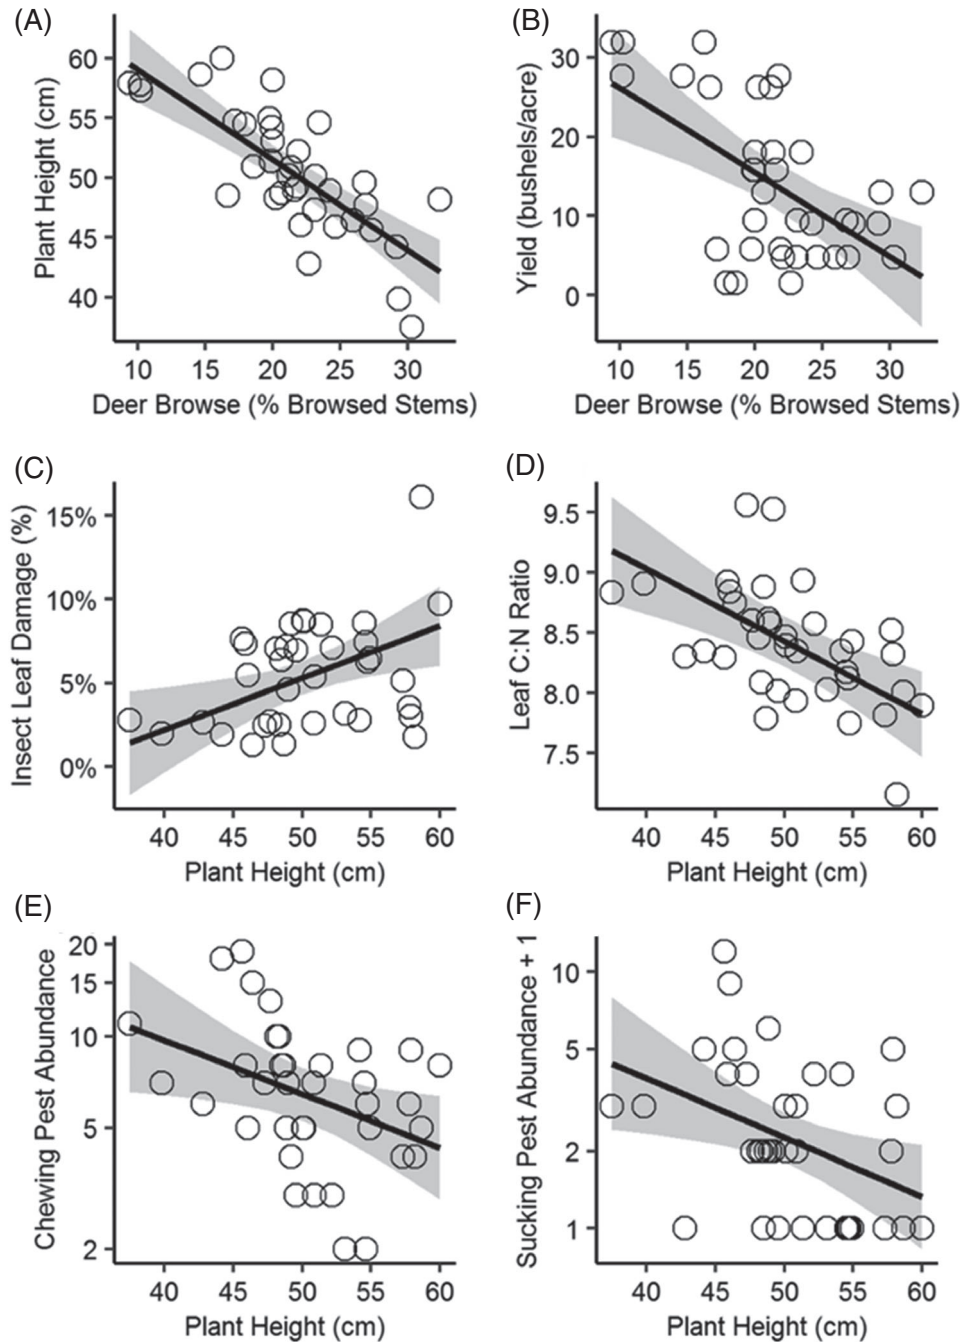 (A)
Plant Height (cm)
60
55
50
45
40
10 15 20 25 30
Deer Browse (% Browsed Stems)
(B)
Yield (bushels/acre)
30
20
10
0
10 15 20 25 30
Deer Browse (% Browsed Stems)
(C)
Insect Leaf Damage (%)
15%
10%
5%
0%
40 45 50 55 60
Plant Height (cm)
(D)
Leaf C:N Ratio
9.5
9.0
8.5
8.0
7.5
40 45 50 55 60
Plant Height (cm)
(E)
Chewing Pest Abundance
20
15
10
5
2
40 45 50 55 60
Plant Height (cm)
(F)
Sucking Pest Abundance + 1
10
5
2
1
40 45 50 55 60
Plant Height (cm)